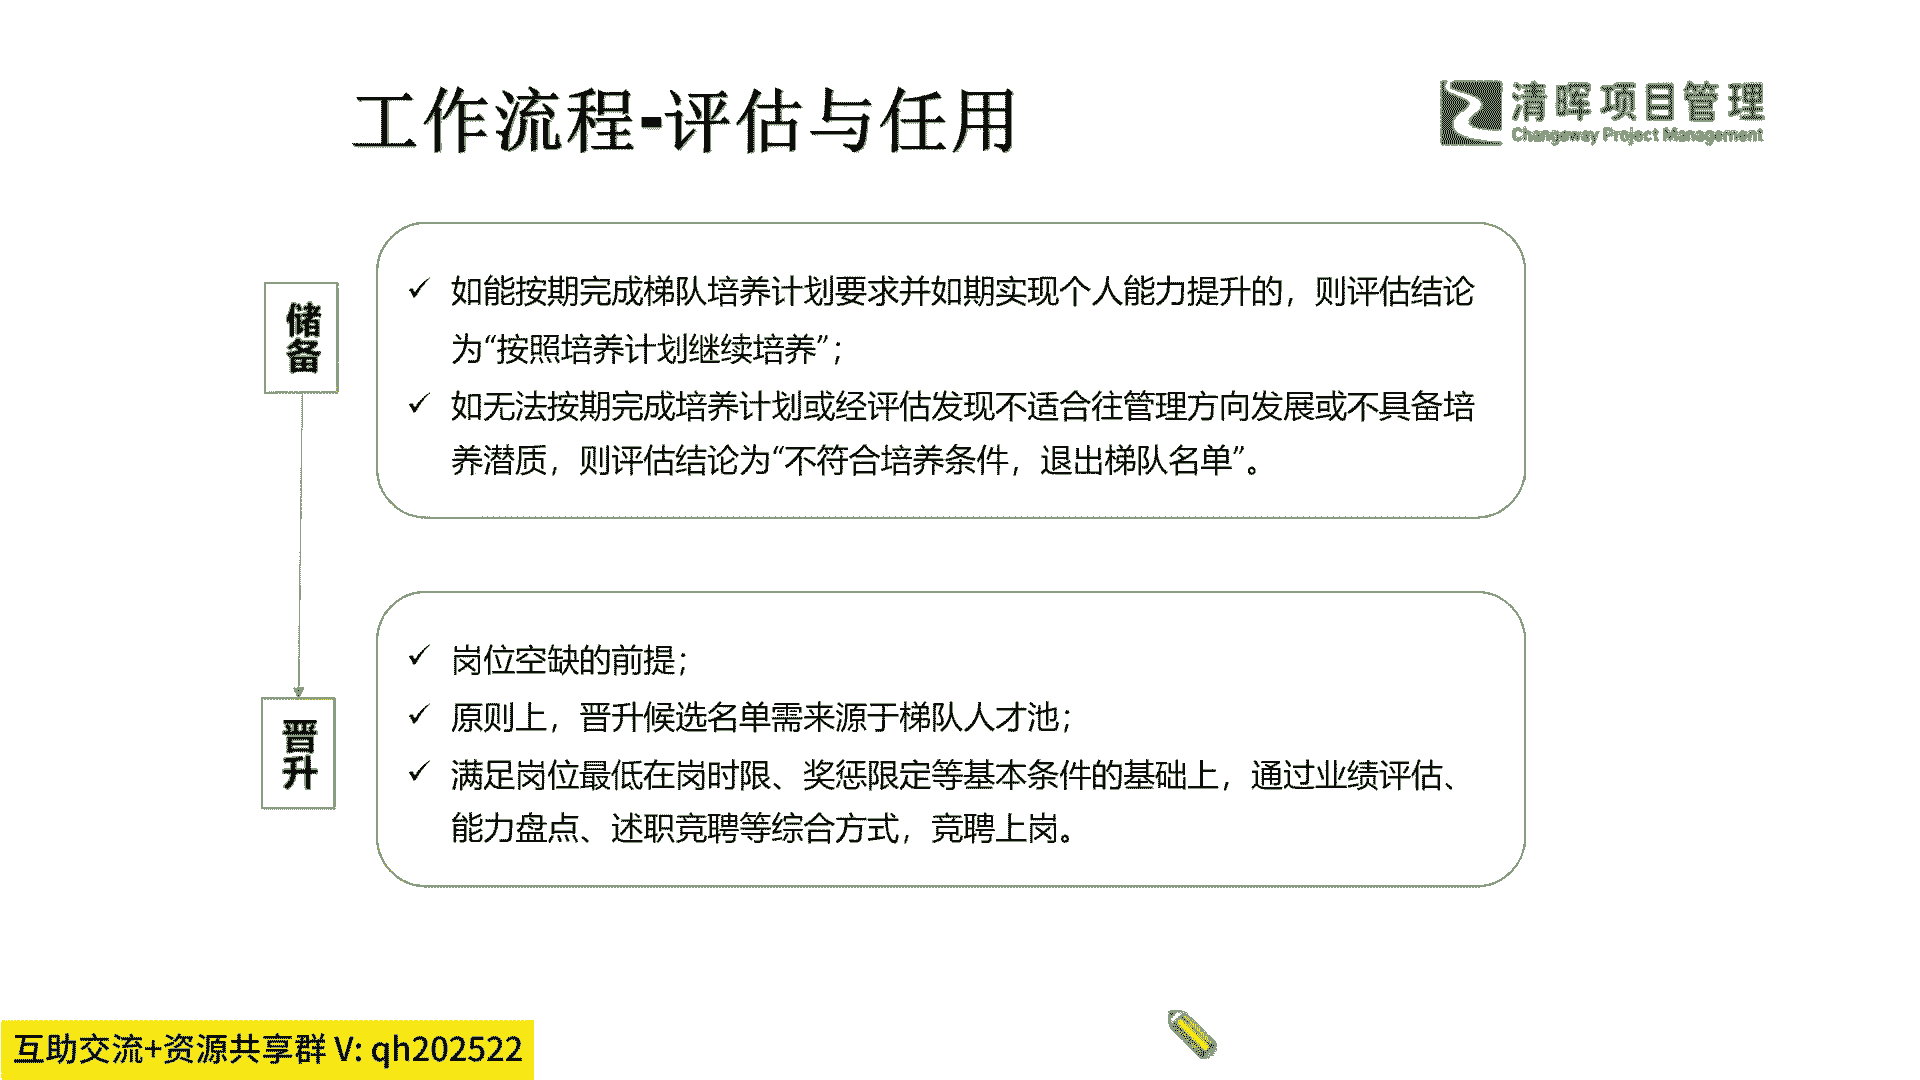 工作流程-评估与任用
清晖项目管理
Changeway Project Management
储备
✓ 如能按期完成梯队培养计划要求并如期实现个人能力提升的，则评估结论
为“按照培养计划继续培养”；
✓ 如无法按期完成培养计划或经评估发现不适合往管理方向发展或不具备培
养潜质，则评估结论为“不符合培养条件，退出梯队名单”。
晋升
✓ 岗位空缺的前提；
✓ 原则上，晋升候选名单需来源于梯队人才池；
✓ 满足岗位最低在岗时限、奖惩限定等基本条件的基础上，通过业绩评估、
能力盘点、述职竞聘等综合方式，竞聘上岗。
互助交流+资源共享群 V: qh202522